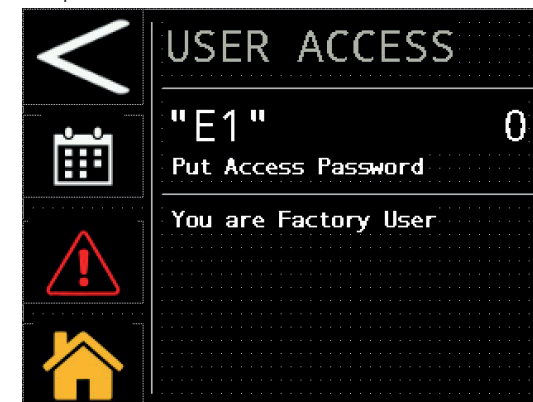 USER ACCESS
"E1" 0
Put Access Password
You are Factory User